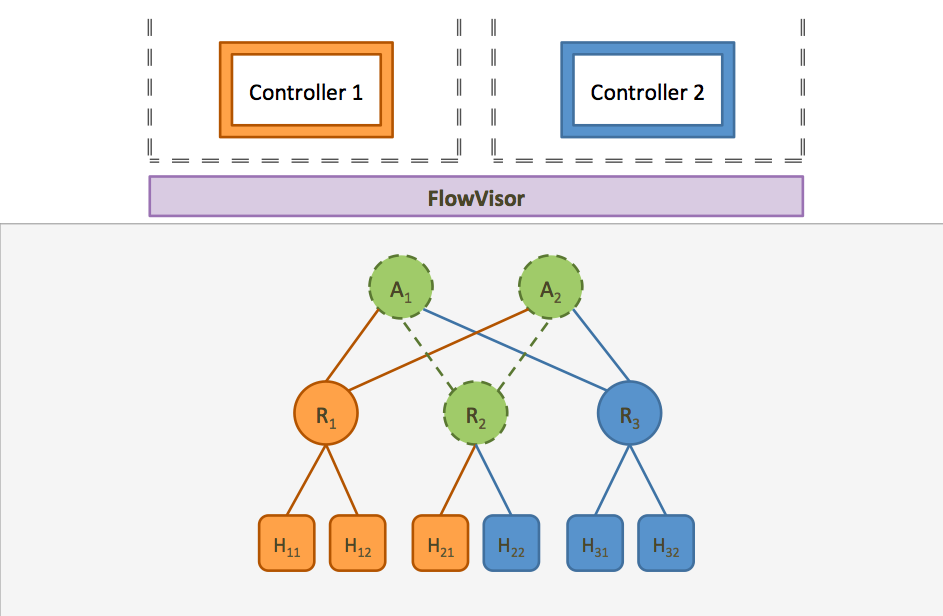 Controller 1 Controller 2
FlowVisor
A1 A2
R1 R2 R3
H11 H12 H21 H22 H31 H32